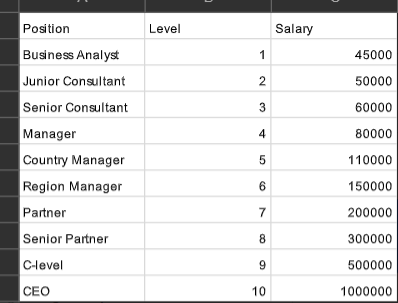 Position Level Salary
Business Analyst 1 45000
Junior Consultant 2 50000
Senior Consultant 3 60000
Manager 4 80000
Country Manager 5 110000
Region Manager 6 150000
Partner 7 200000
Senior Partner 8 300000
C-level 9 500000
CEO 10 1000000